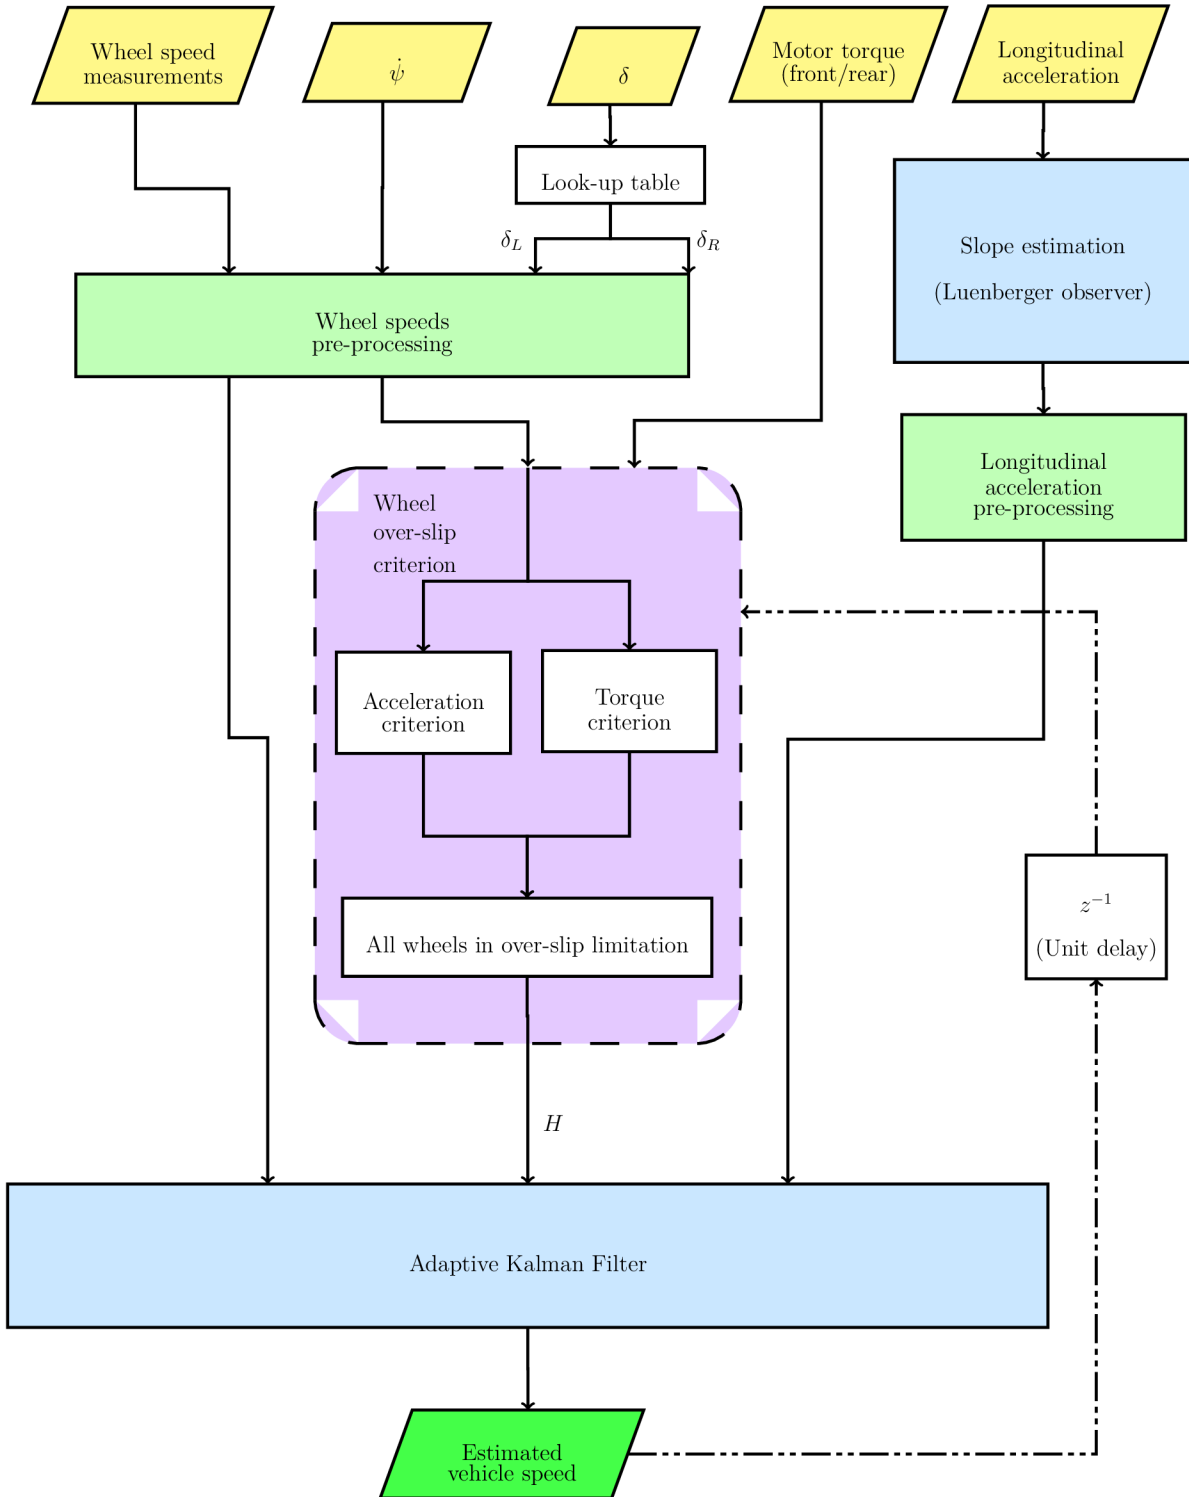 Wheel speed
measurements
ψ̇
δ
Motor torque
(front/rear)
Longitudinal
acceleration
Look-up table
δ_L
δ_R
Slope estimation
(Luenberger observer)
Wheel speeds
pre-processing
Longitudinal
acceleration
pre-processing
Wheel
over-slip
criterion
Acceleration
criterion
Torque
criterion
All wheels in over-slip limitation
z⁻¹
(Unit delay)
H
Adaptive Kalman Filter
Estimated
vehicle speed